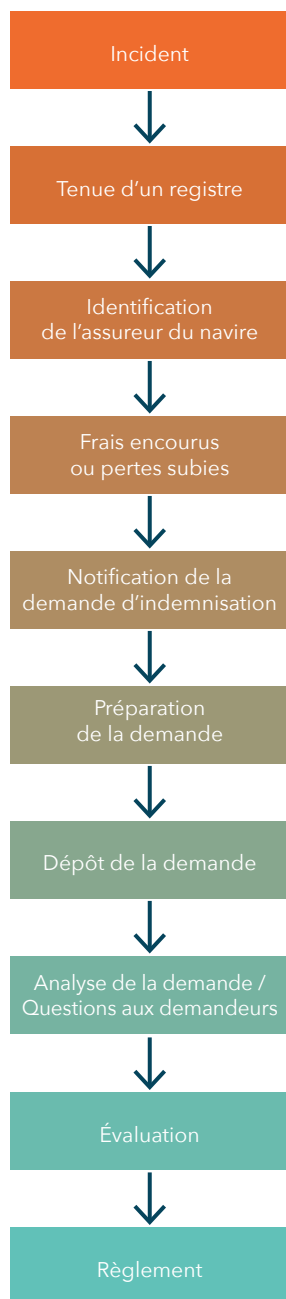 Incident
Tenue d’un registre
Identification
de l’assureur du navire
Frais encourus
ou pertes subies
Notification de la
demande d’indemnisation
Préparation
de la demande
Dépôt de la demande
Analyse de la demande /
Questions aux demandeurs
Évaluation
Règlement